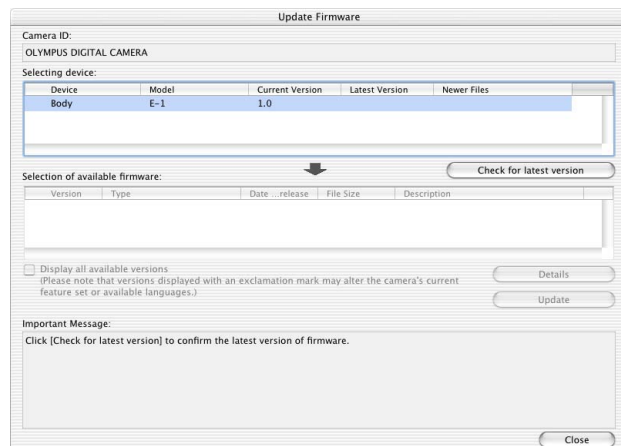 Update Firmware
Camera ID:
OLYMPUS DIGITAL CAMERA
Selecting device:
Device Model Current Version Latest Version Newer Files
Body E-1 1.0
Check for latest version
Selection of available firmware:
Version Type Date ...release File Size Description
Display all available versions
(Please note that versions displayed with an exclamation mark may alter the camera's current
feature set or available languages.)
Details
Update
Important Message:
Click [Check for latest version] to confirm the latest version of firmware.
Close